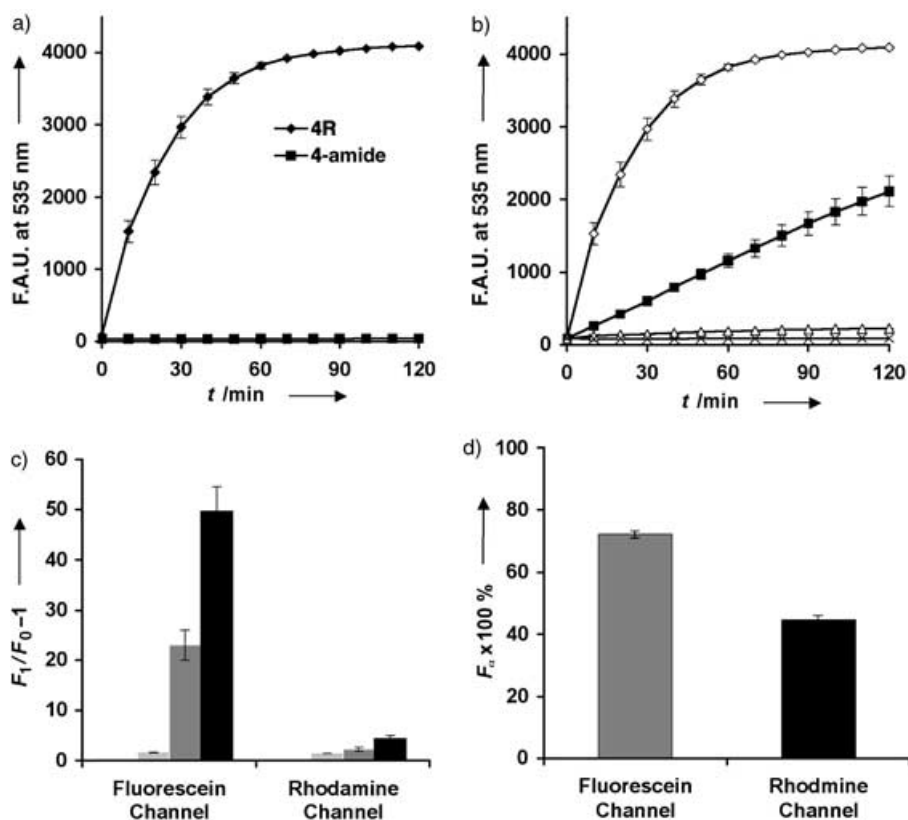 a)
F.A.U. at 535 nm
4000
3000
2000
1000
0
4R
4-amide
0 30 60 90 120
t /min
b)
F.A.U. at 535 nm
4000
3000
2000
1000
0
0 30 60 90 120
t /min
c)
F1/F0–1
60
50
40
30
20
10
0
Fluorescein
Channel
Rhodamine
Channel
d)
Fα x100 %
100
80
60
40
20
0
Fluorescein
Channel
Rhodmine
Channel